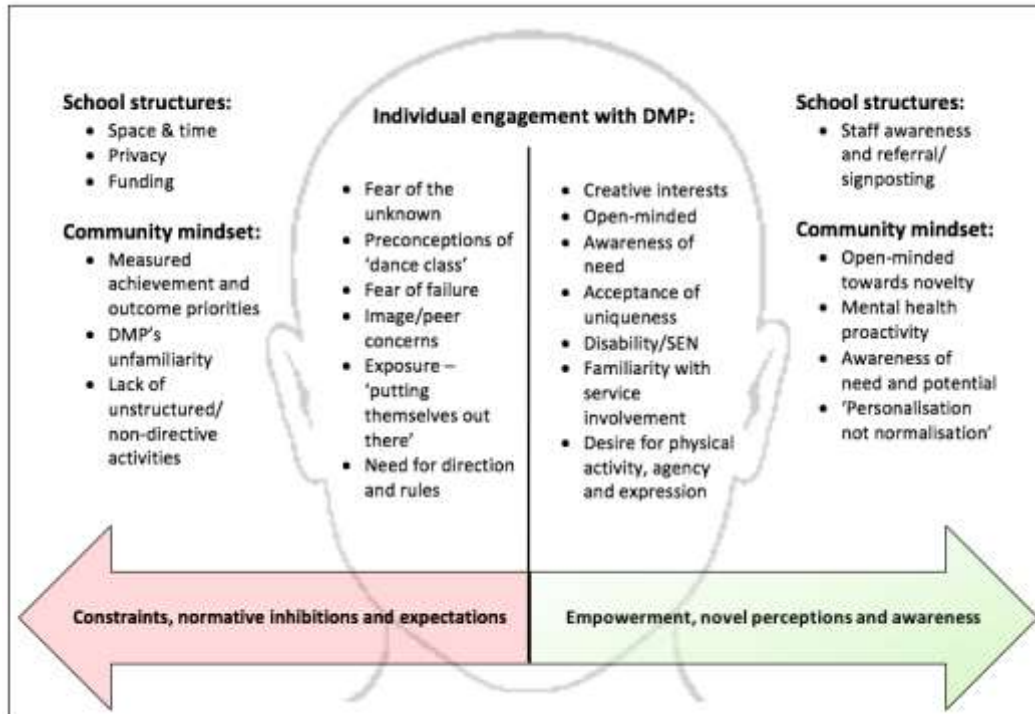 School structures:
• Space & time
• Privacy
• Funding
Community mindset:
• Measured
achievement and
outcome priorities
• DMP's
unfamiliarity
• Lack of
unstructured/
non-directive
activities
Individual engagement with DMP:
• Fear of the
unknown
• Preconceptions of
'dance class'
• Fear of failure
• Image/peer
concerns
• Exposure –
'putting
themselves out
there'
• Need for direction
and rules
• Creative interests
• Open-minded
• Awareness of
need
• Acceptance of
uniqueness
• Disability/SEN
• Familiarity with
service
involvement
• Desire for physical
activity, agency
and expression
School structures:
• Staff awareness
and referral/
signposting
Community mindset:
• Open-minded
towards novelty
• Mental health
proactivity
• Awareness of
need and potential
• 'Personalisation
not normalisation'
Constraints, normative inhibitions and expectations
Empowerment, novel perceptions and awareness